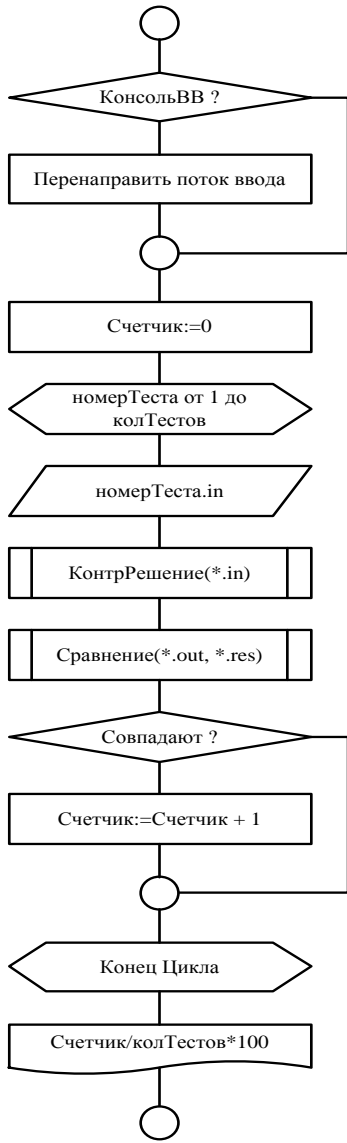 КонсольВВ ?
Перенаправить поток ввода
Счетчик:=0
номерТеста от 1 до
колТестов
номерТеста.in
КонтрРешение(*.in)
Сравнение(*.out, *.res)
Совпадают ?
Счетчик:=Счетчик + 1
Конец Цикла
Счетчик/колТестов*100